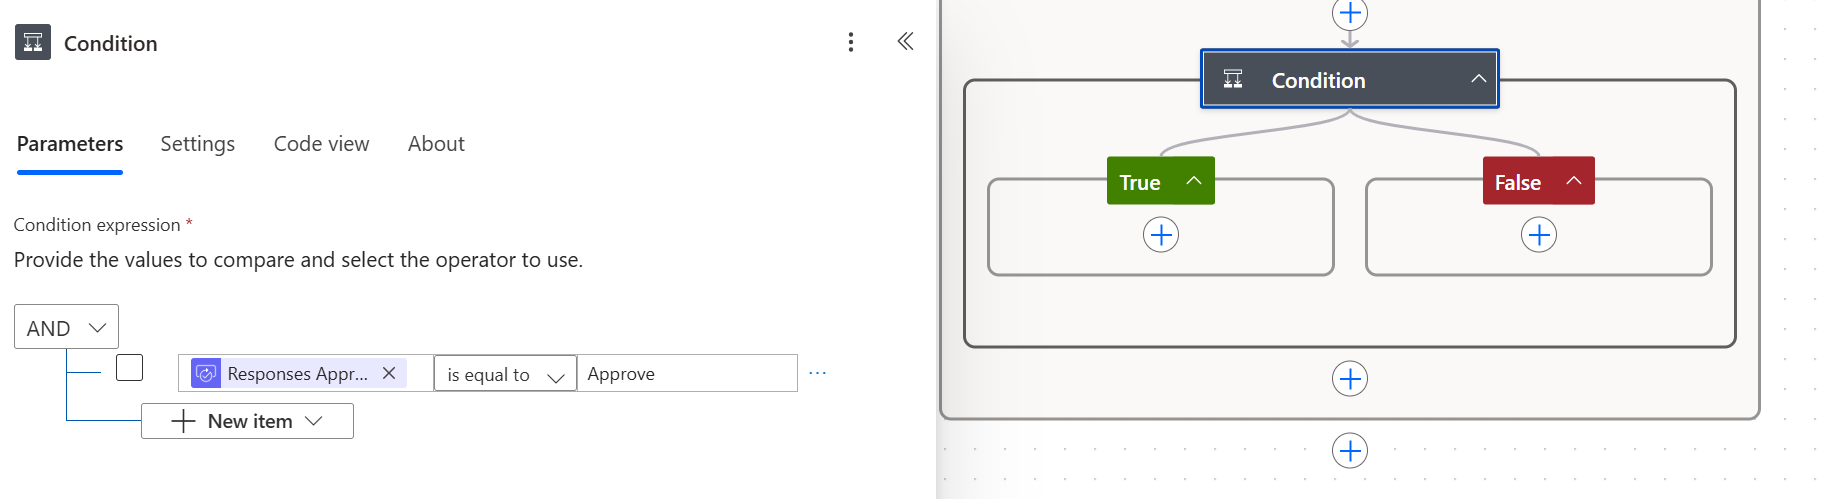 Condition
Parameters Settings Code view About
Condition expression *
Provide the values to compare and select the operator to use.
AND
Responses Appr... is equal to Approve
New item
Condition
True False